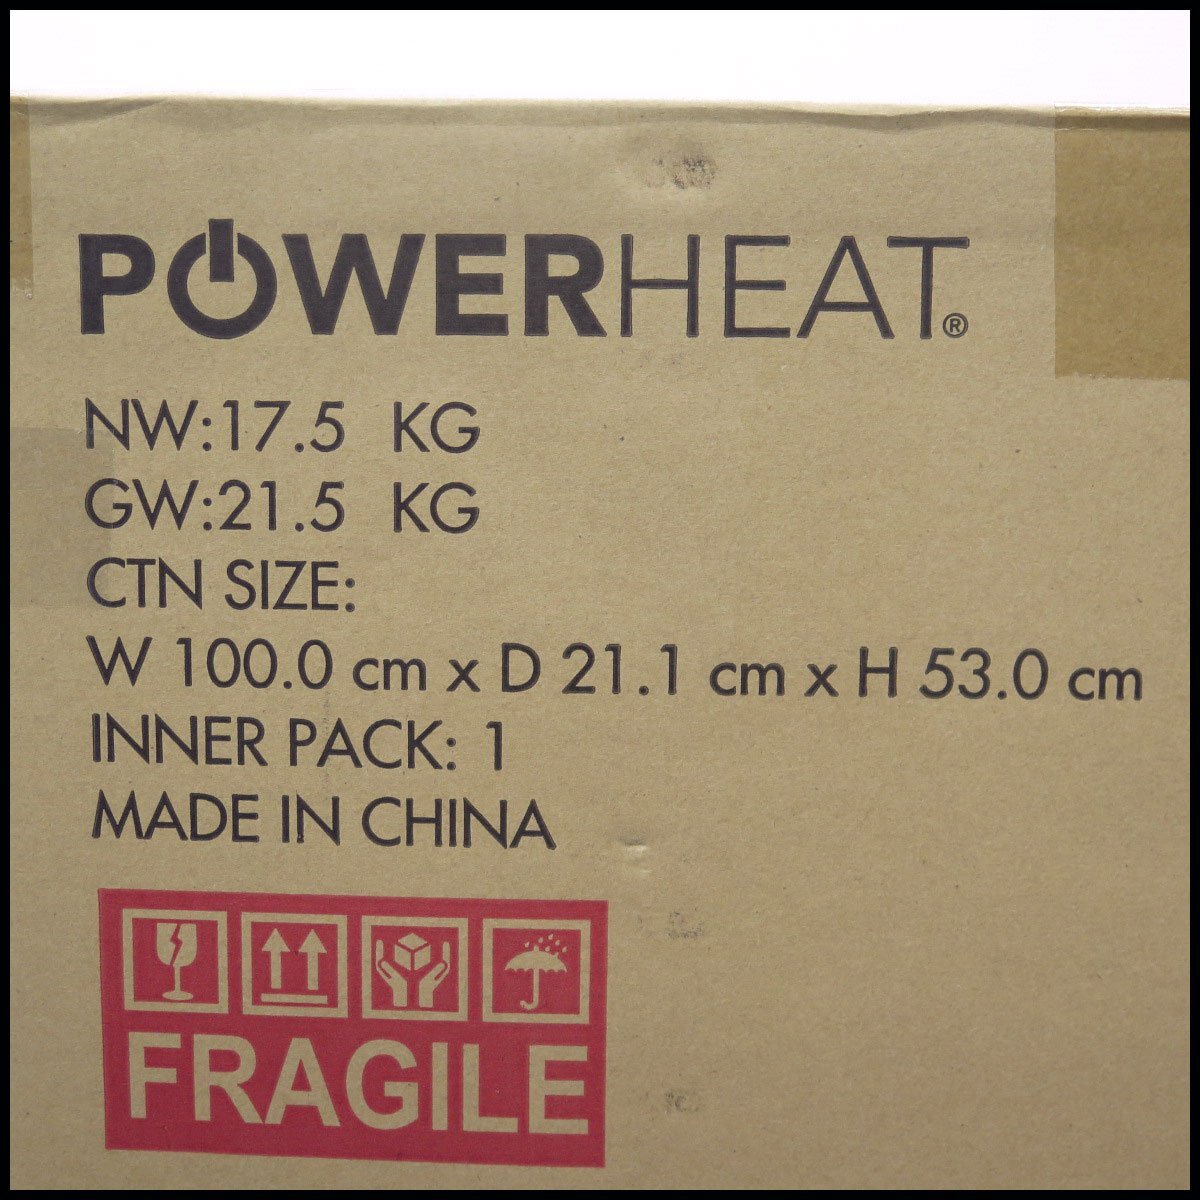 POWERHEAT®
NW:17.5 KG
GW:21.5 KG
CTN SIZE:
W 100.0 cm x D 21.1 cm x H 53.0 cm
INNER PACK: 1
MADE IN CHINA
FRAGILE